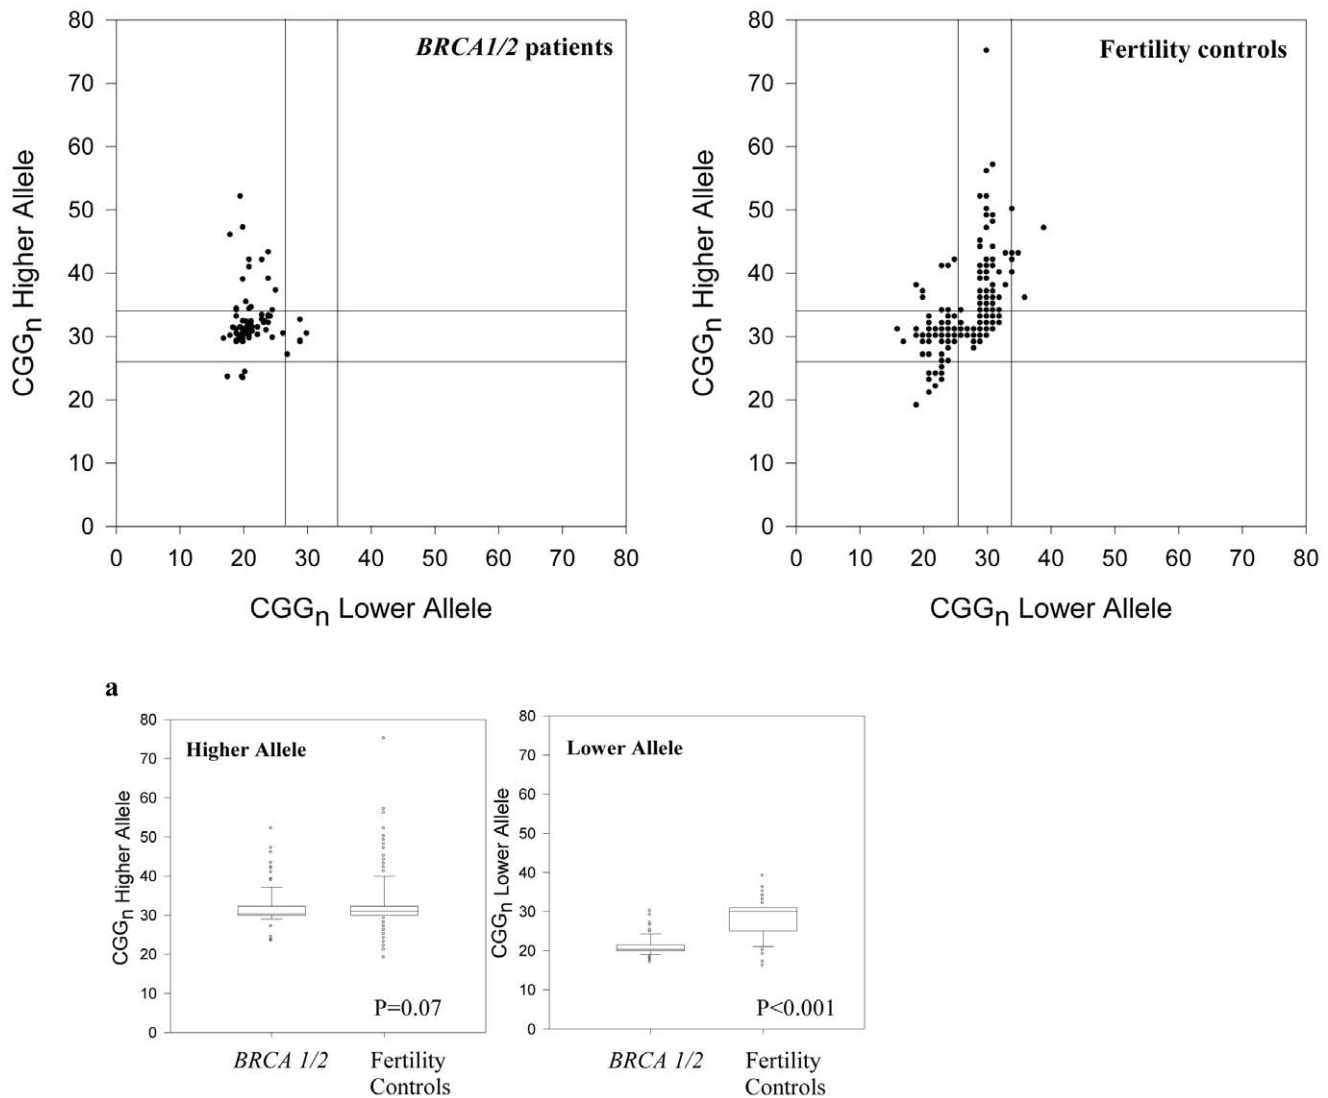 BRCA1/2 patients
CGGn Higher Allele
80
70
60
50
40
30
20
10
0
0 10 20 30 40 50 60 70 80
CGGn Lower Allele
Fertility controls
CGGn Higher Allele
80
70
60
50
40
30
20
10
0
0 10 20 30 40 50 60 70 80
CGGn Lower Allele
a
Higher Allele
CGGn Higher Allele
80
70
60
50
40
30
20
10
0
P=0.07
BRCA 1/2
Fertility
Controls
Lower Allele
CGGn Lower Allele
80
70
60
50
40
30
20
10
0
P<0.001
BRCA 1/2
Fertility
Controls